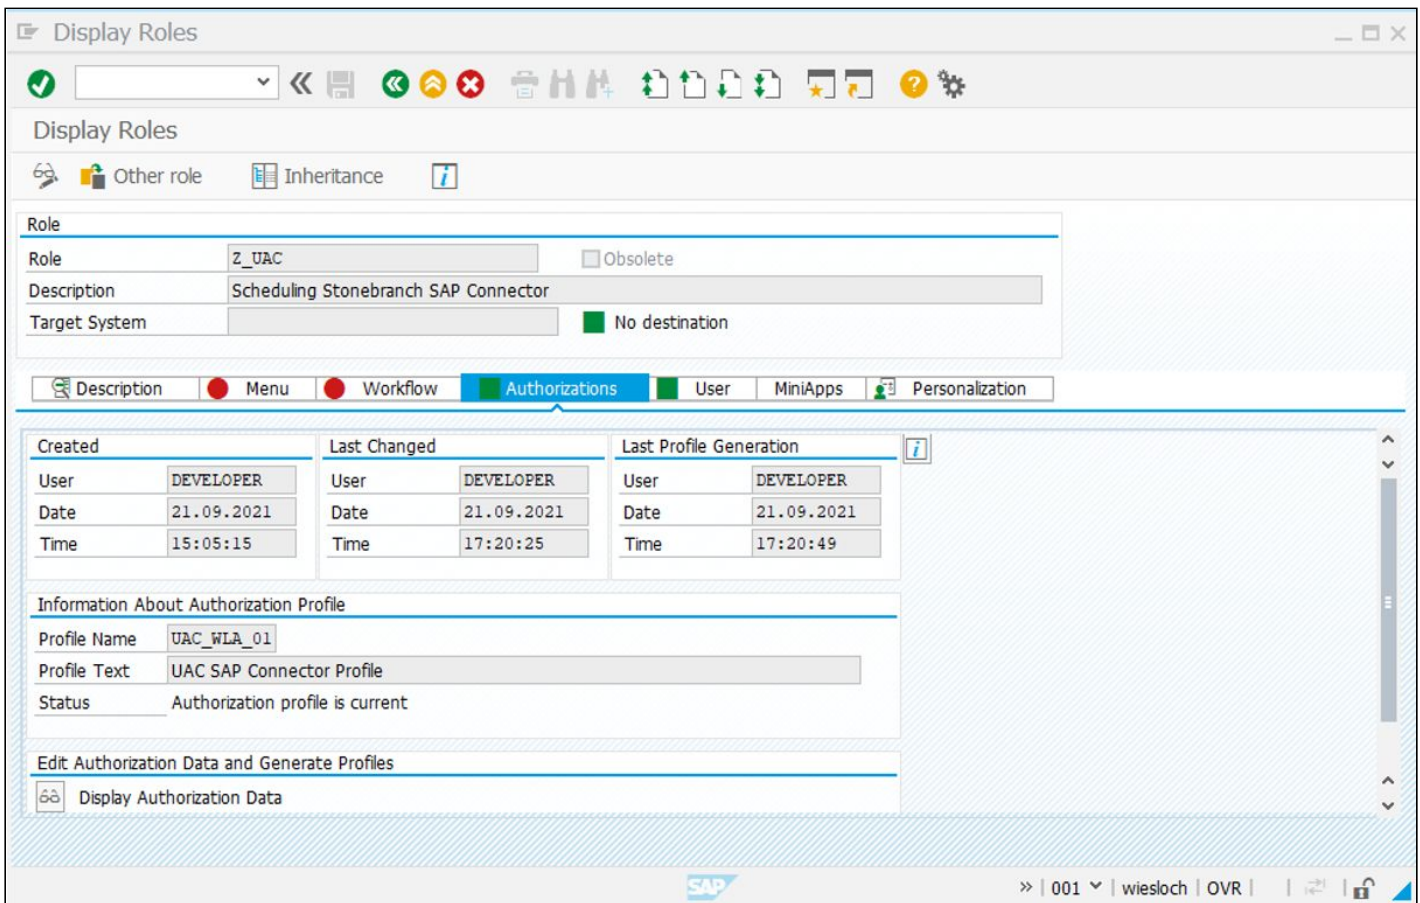 Display Roles
Display Roles
Other role Inheritance i
Role
Role Z_UAC Obsolete
Description Scheduling Stonebranch SAP Connector
Target System No destination
Description Menu Workflow Authorizations User MiniApps Personalization
Created Last Changed Last Profile Generation i
User DEVELOPER User DEVELOPER User DEVELOPER
Date 21.09.2021 Date 21.09.2021 Date 21.09.2021
Time 15:05:15 Time 17:20:25 Time 17:20:49
Information About Authorization Profile
Profile Name UAC_WLA_01
Profile Text UAC SAP Connector Profile
Status Authorization profile is current
Edit Authorization Data and Generate Profiles
Display Authorization Data
SAP » | 001 | wiesloch | OVR |